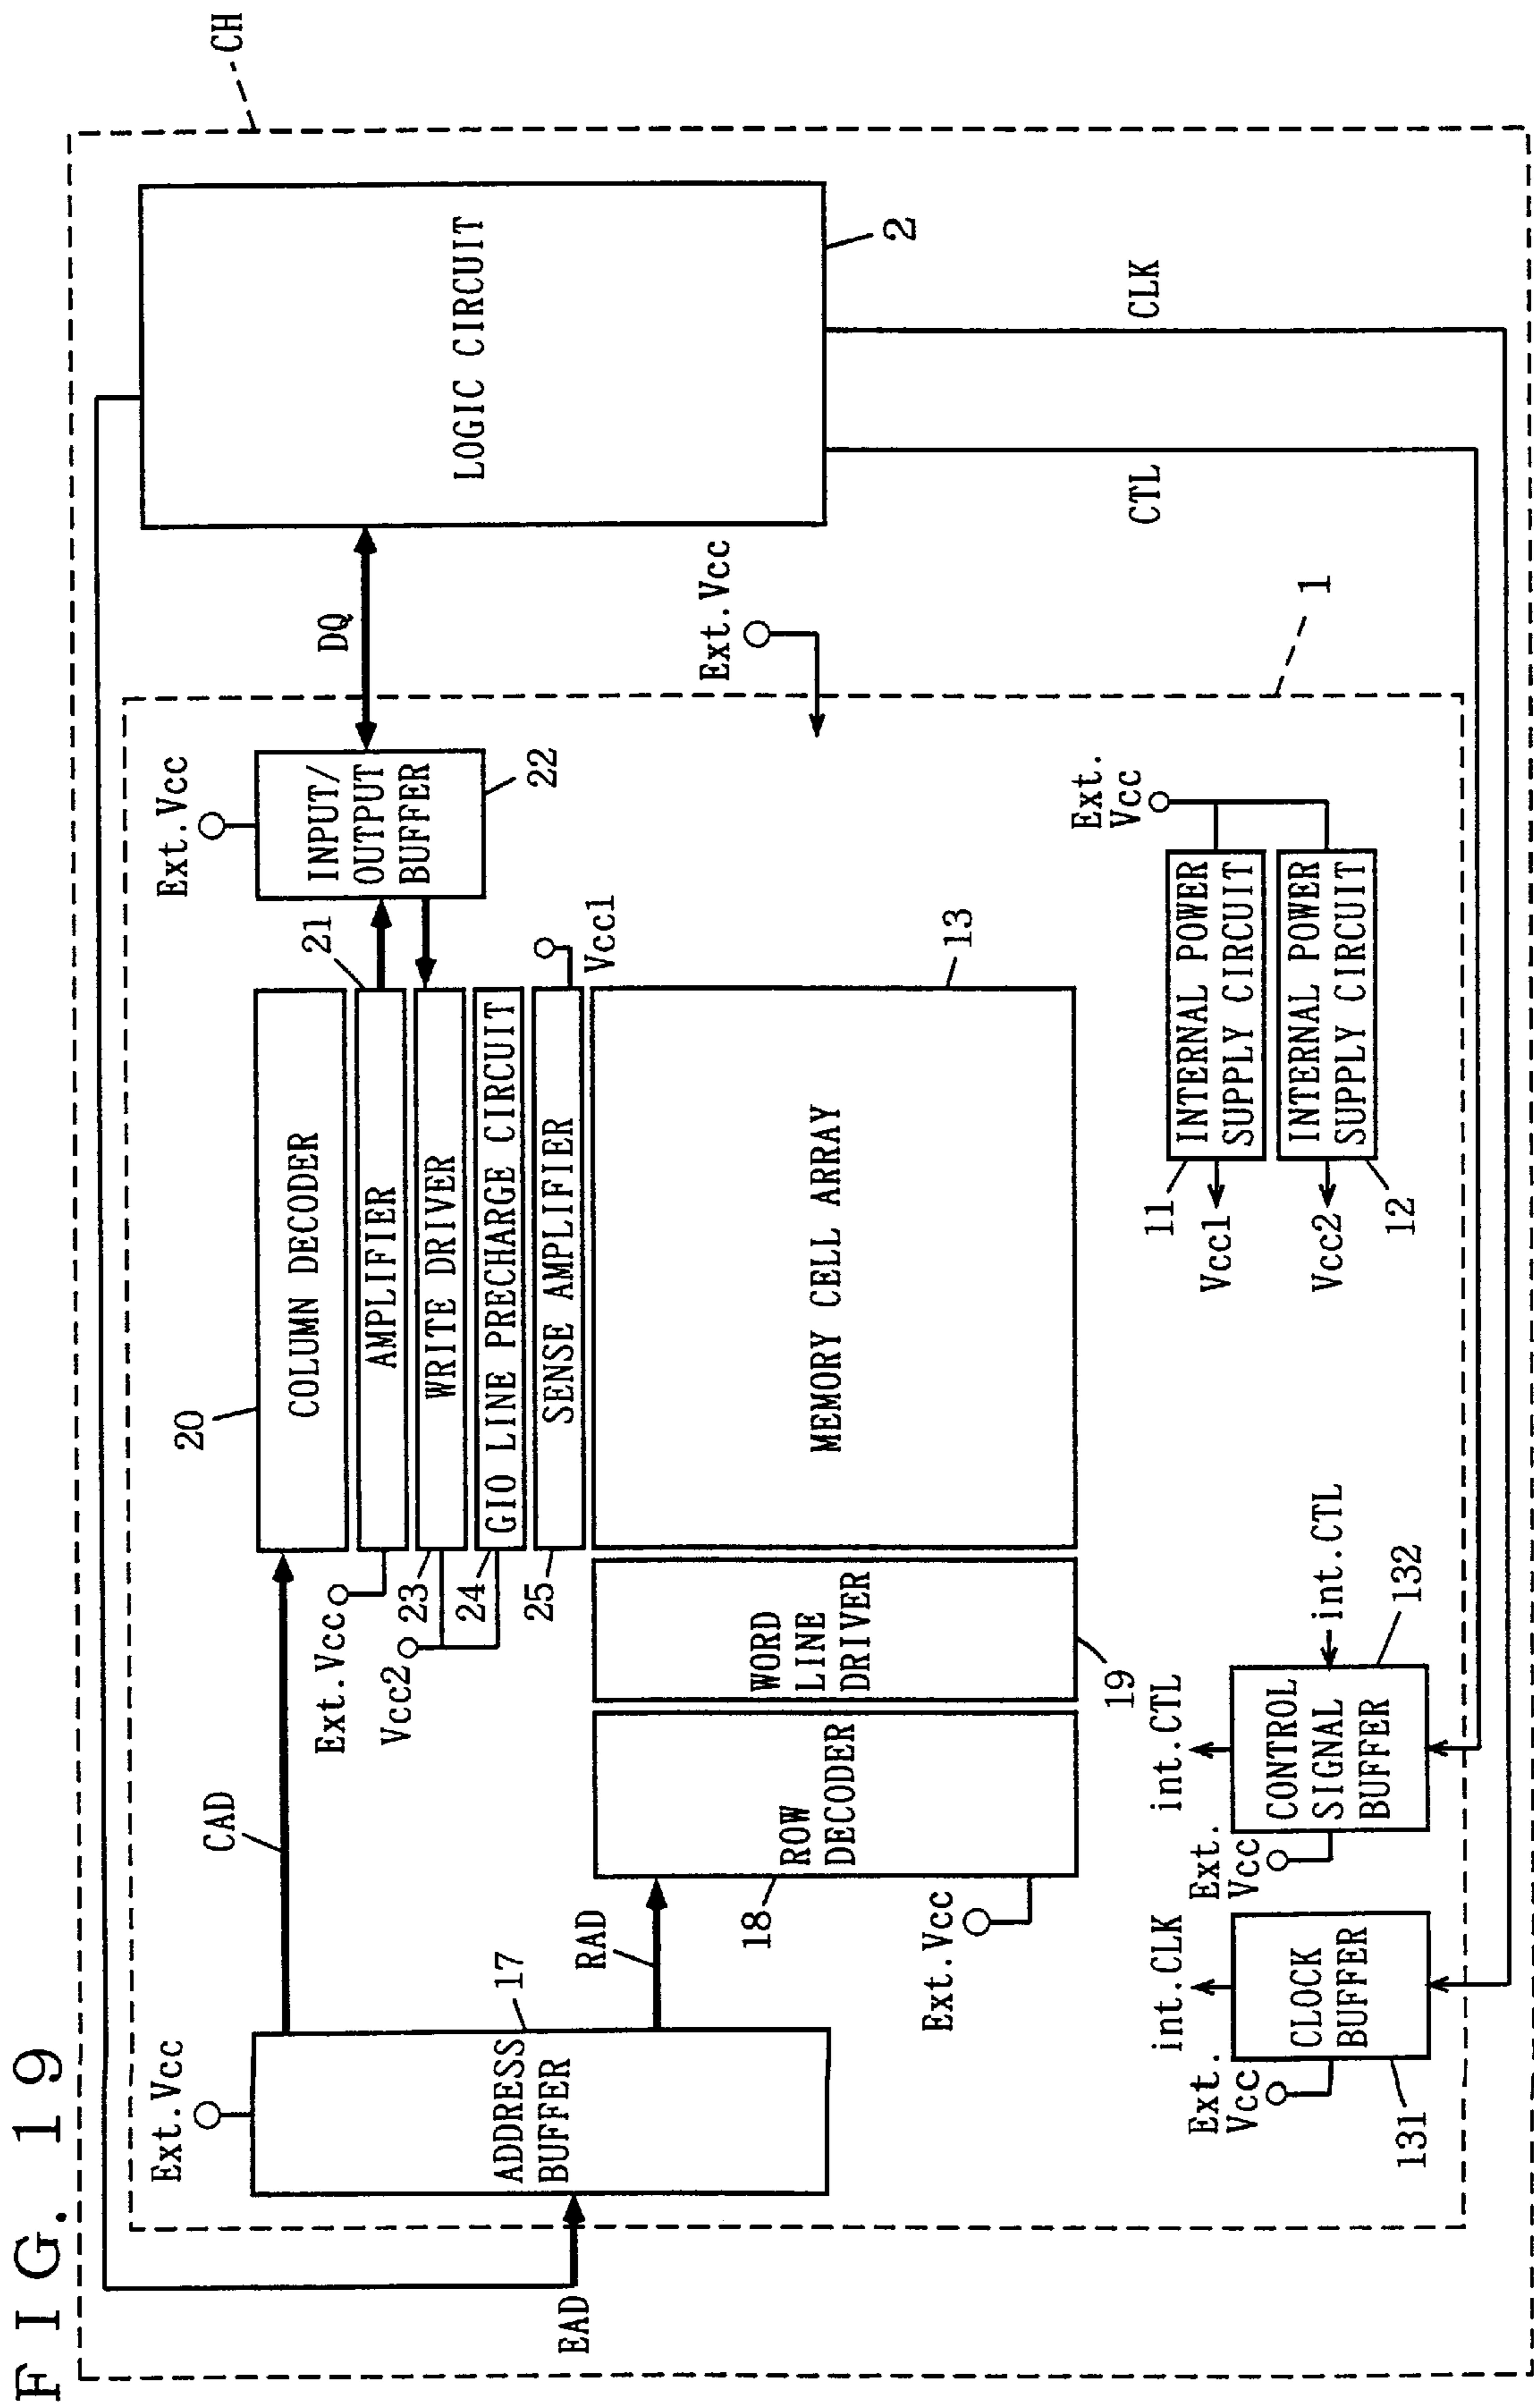 FIG. 19
CH
EAD
Ext.Vcc
ADDRESS
BUFFER
17
CAD
RAD
20
COLUMN DECODER
Ext.Vcc
AMPLIFIER
21
Vcc2
23
WRITE DRIVER
24
GIO LINE PRECHARGE CIRCUIT
25
SENSE AMPLIFIER
Vcc1
Ext.Vcc
INPUT/
OUTPUT
BUFFER
22
DQ
LOGIC CIRCUIT
2
Ext.Vcc
18
ROW
DECODER
Ext.Vcc
WORD
LINE
DRIVER
19
MEMORY CELL ARRAY
13
1
CTL
CLK
int.CLK
Ext.
Vcc
CLOCK
BUFFER
131
int.CTL
Ext.
Vcc
CONTROL
SIGNAL
BUFFER
int.CTL
132
11
Vcc1
INTERNAL POWER
SUPPLY CIRCUIT
Ext.
Vcc
Vcc2
12
INTERNAL POWER
SUPPLY CIRCUIT